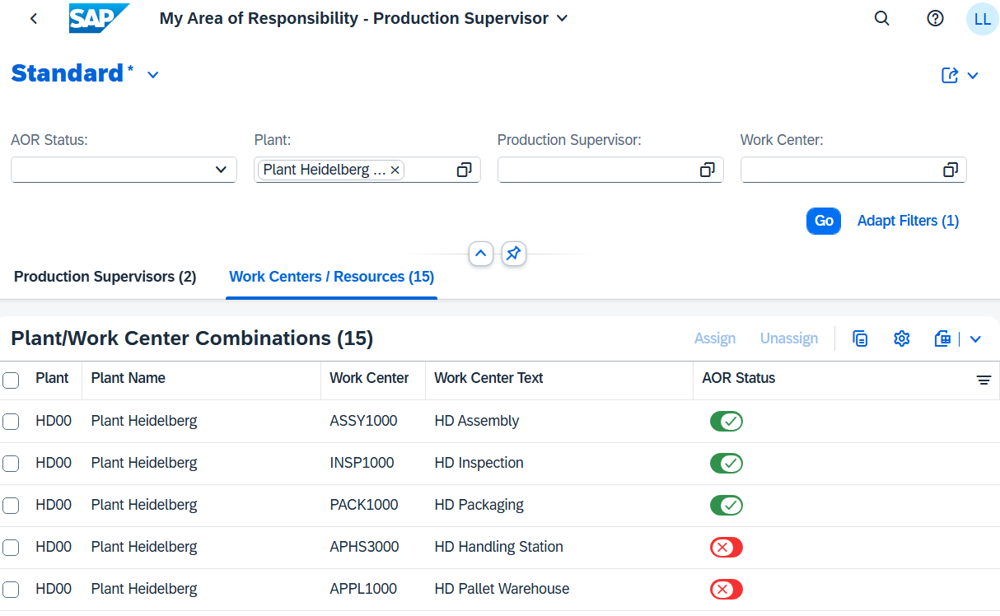 SAP My Area of Responsibility - Production Supervisor LL
Standard *
AOR Status: Plant: Production Supervisor: Work Center:
Plant Heidelberg ...
Go Adapt Filters (1)
Production Supervisors (2) Work Centers / Resources (15)
Plant/Work Center Combinations (15) Assign Unassign
Plant Plant Name Work Center Work Center Text AOR Status
HD00 Plant Heidelberg ASSY1000 HD Assembly
HD00 Plant Heidelberg INSP1000 HD Inspection
HD00 Plant Heidelberg PACK1000 HD Packaging
HD00 Plant Heidelberg APHS3000 HD Handling Station
HD00 Plant Heidelberg APPL1000 HD Pallet Warehouse